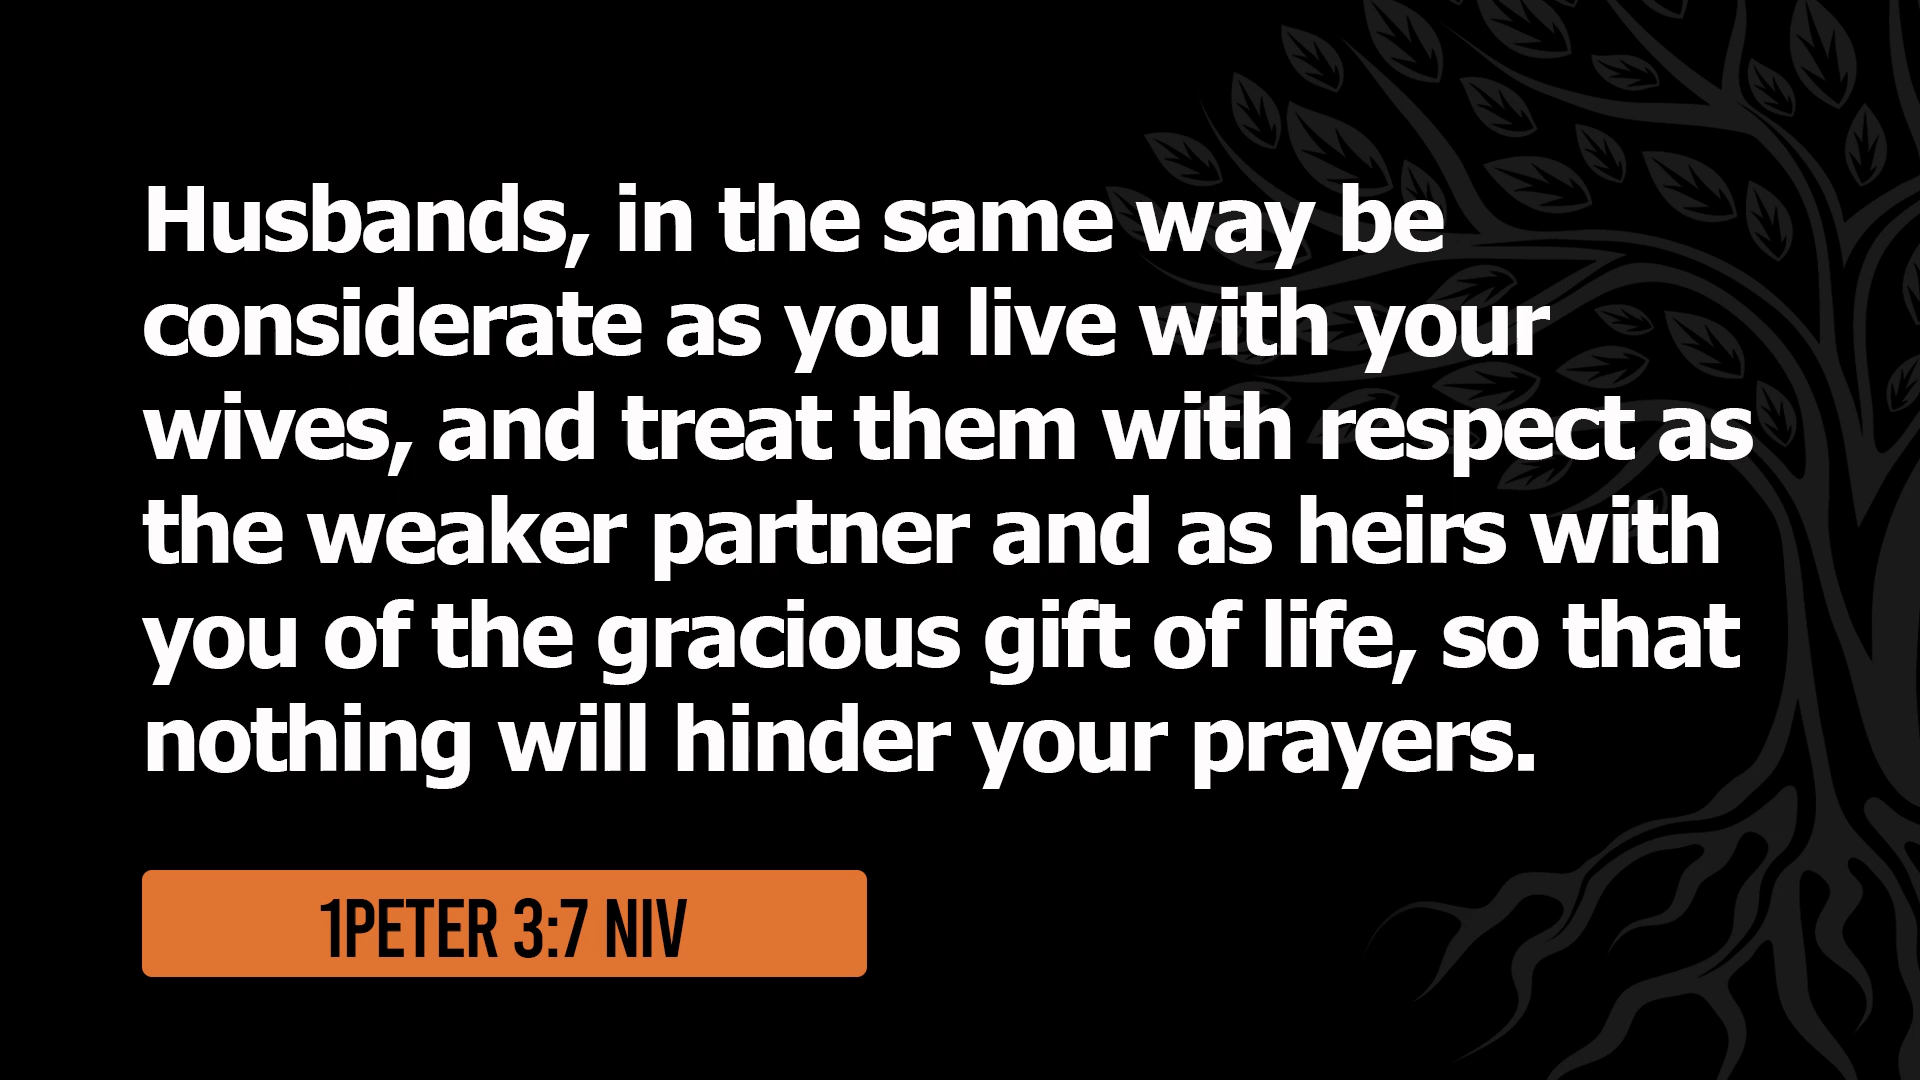 Husbands, in the same way be
considerate as you live with your
wives, and treat them with respect as
the weaker partner and as heirs with
you of the gracious gift of life, so that
nothing will hinder your prayers.
1PETER 3:7 NIV